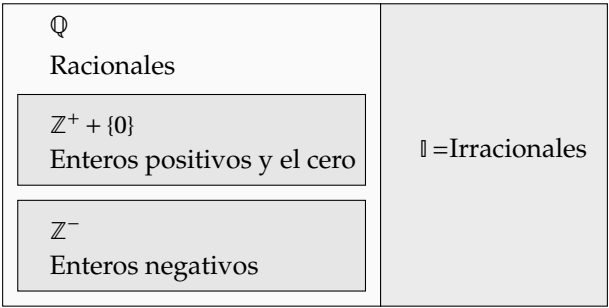 ℚ
Racionales
ℤ⁺ + {0}
Enteros positivos y el cero
ℤ⁻
Enteros negativos
𝕀=Irracionales